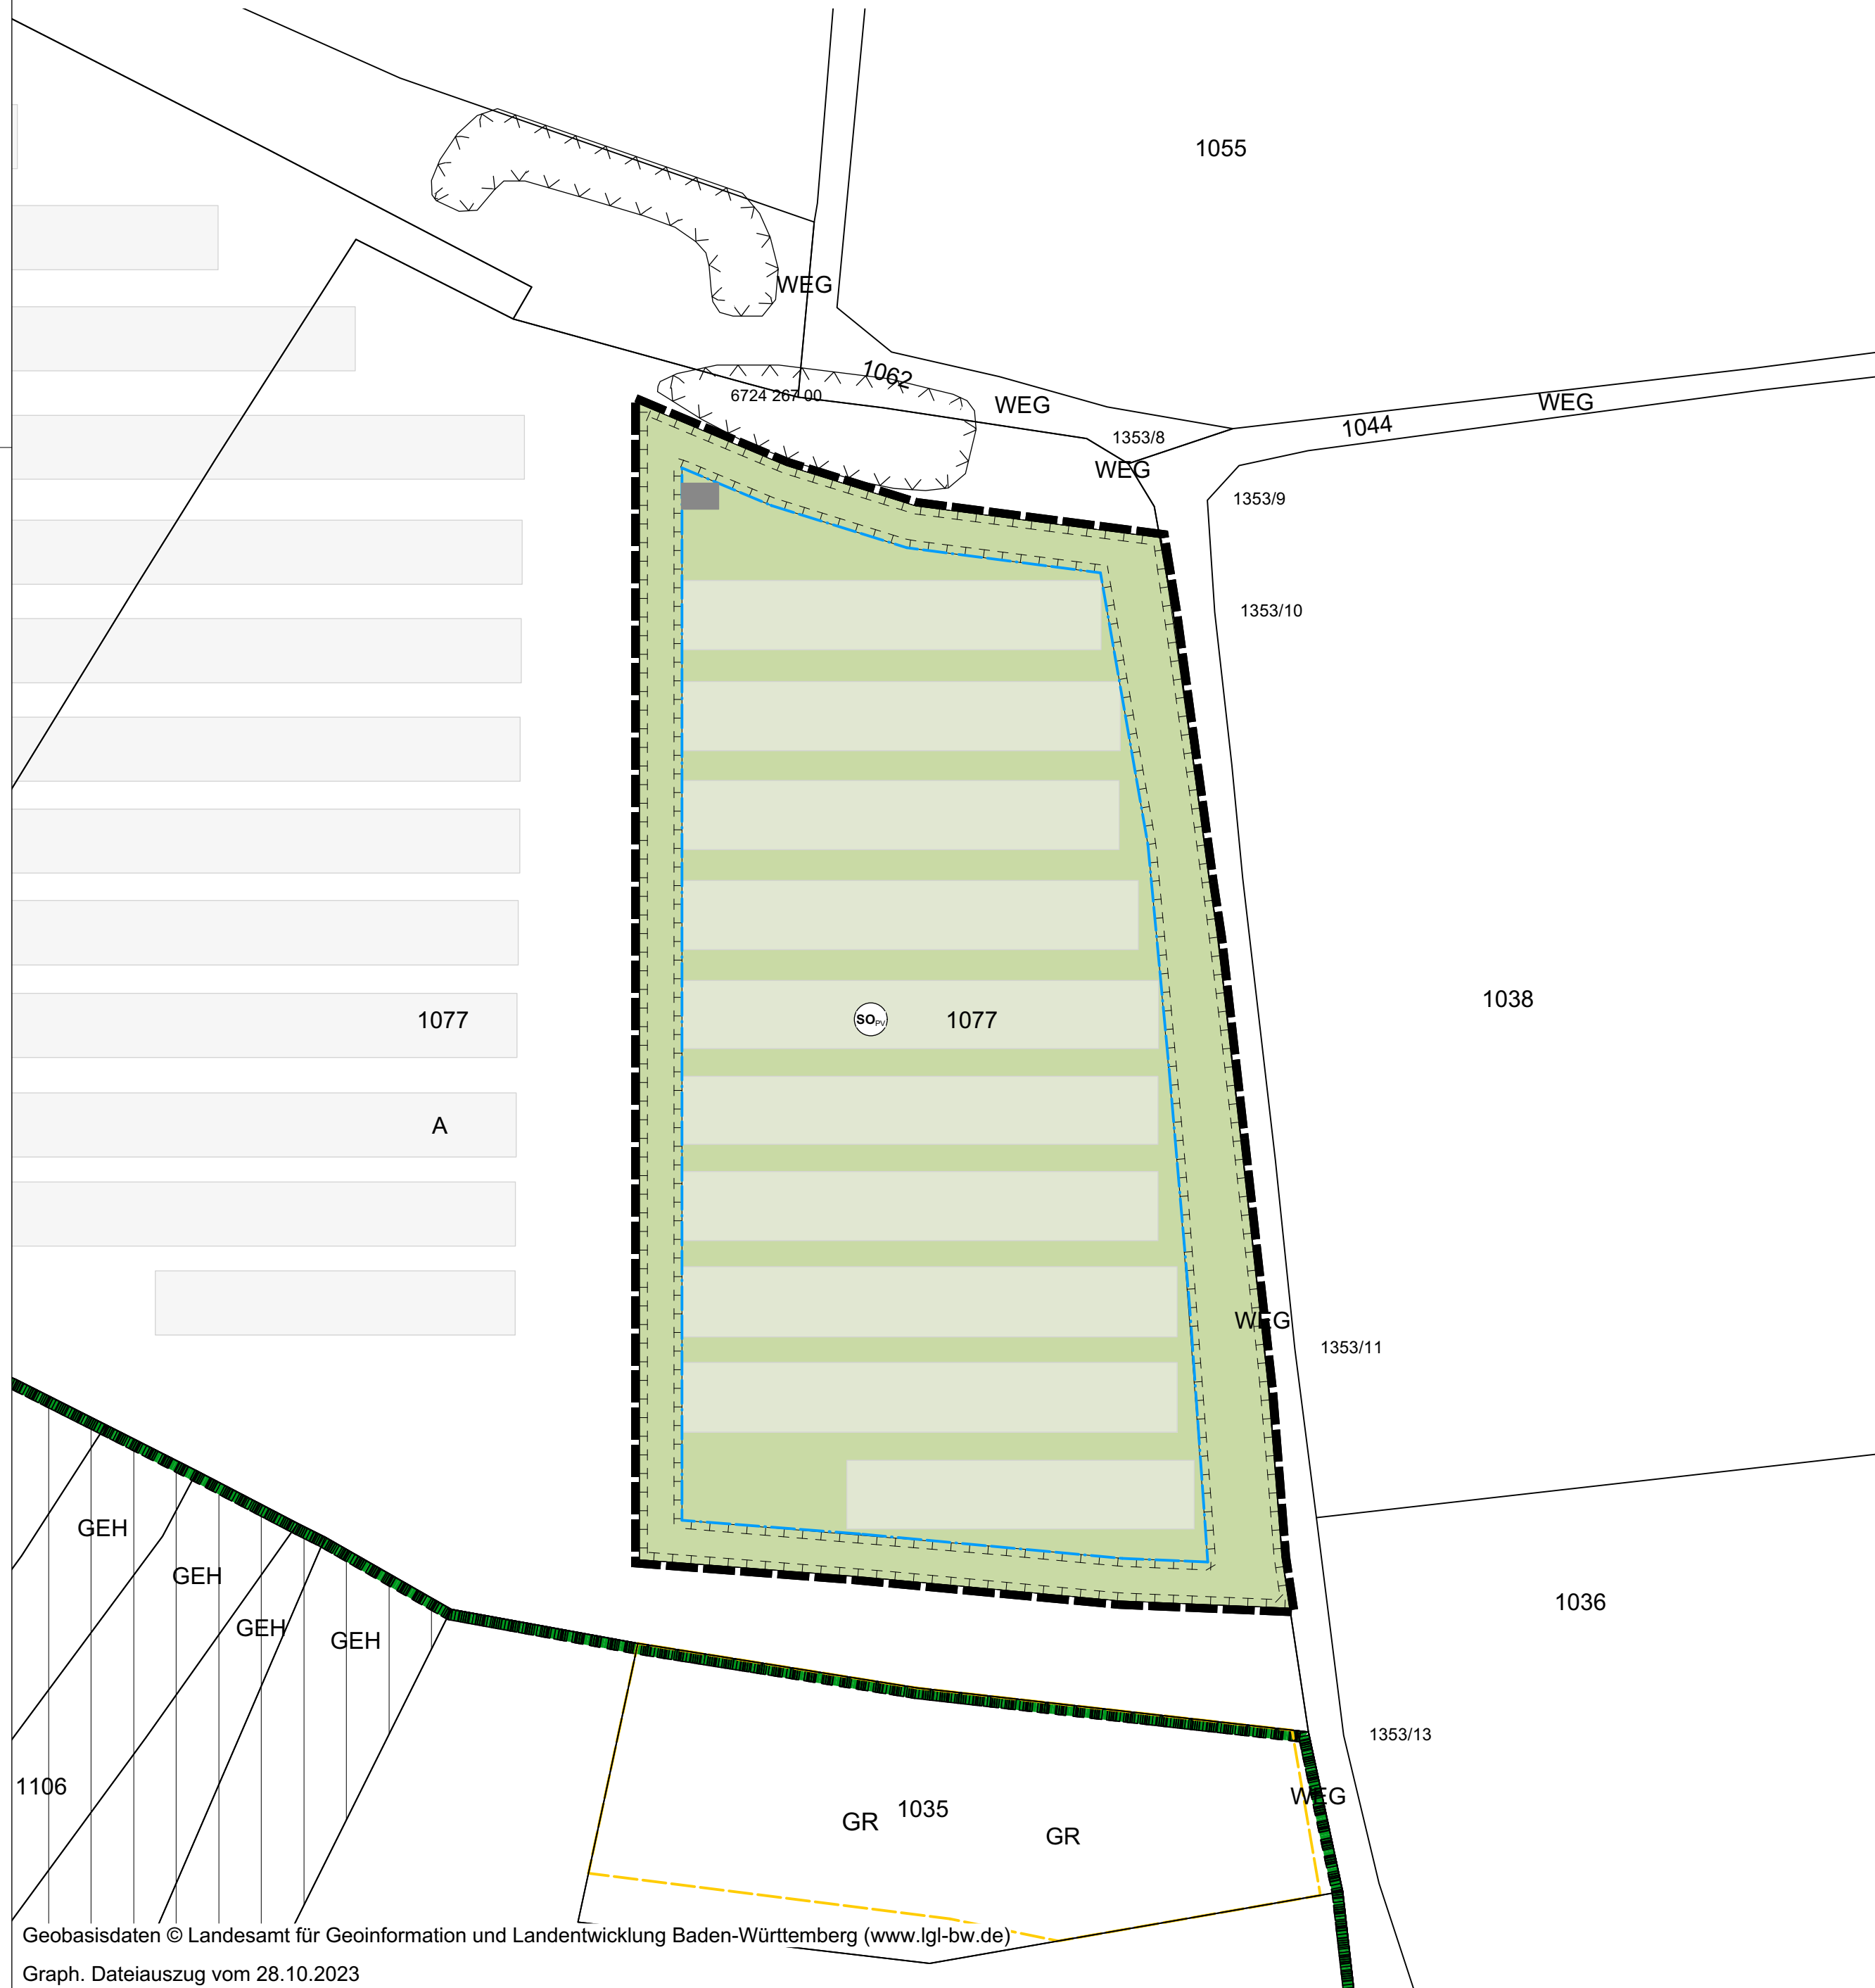 1055
WEG
1062
6724 267 00
WEG
WEG
1044
1353/8
WEG
1353/9
1353/10
1038
SO PV
1077
1077
A
WEG
1353/11
GEH
GEH
GEH
GEH
1036
1353/13
1106
WEG
1035
GR
GR
Geobasisdaten © Landesamt für Geoinformation und Landentwicklung Baden-Württemberg (www.lgl-bw.de)
Graph. Dateiauszug vom 28.10.2023